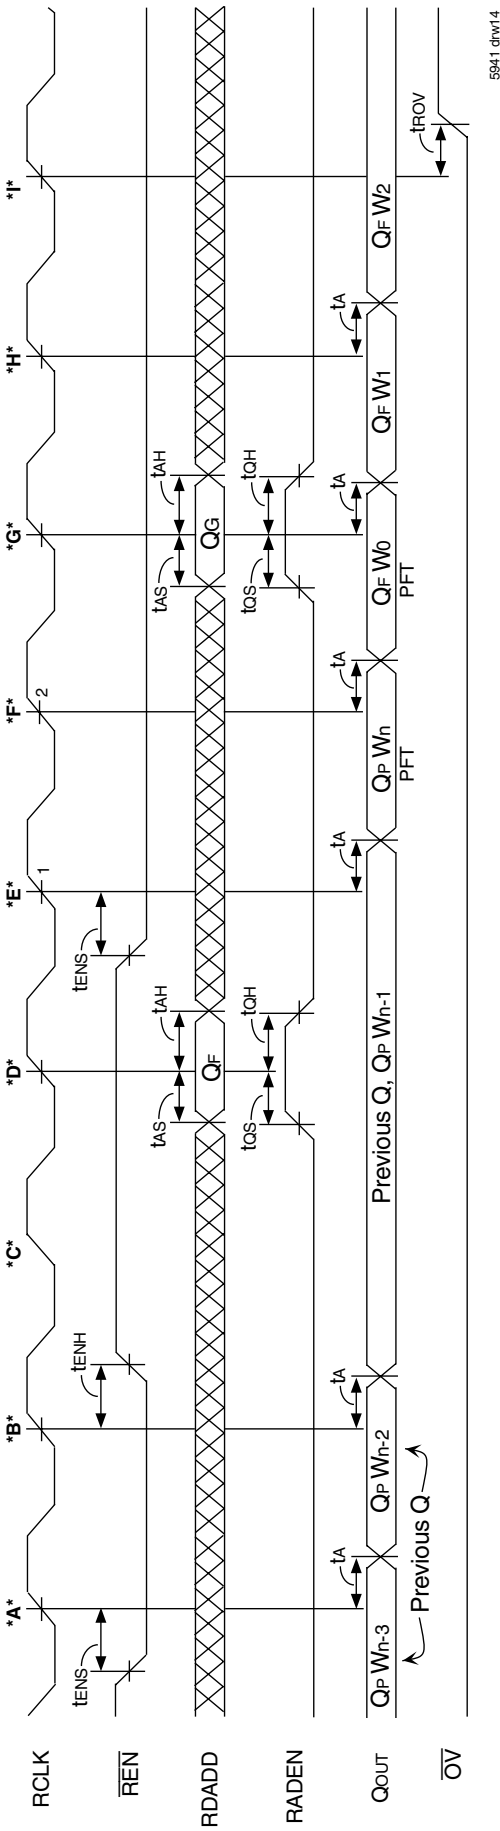 *A* *B* *C* *D* *E* *F* *G* *H* *I*
RCLK 1 2
tENS tENH tENS
REN
tAS tAH tAS tAH
RDADD QF QG
tQS tQH tQS tQH
RADEN
tA tA tA tA tA tA tA
QOUT QP Wn-3 QP Wn-2 Previous Q, QP Wn-1 QP Wn QF W0 QF W1 QF W2
PFT PFT
Previous Q
tROV
OV
5941 drw14